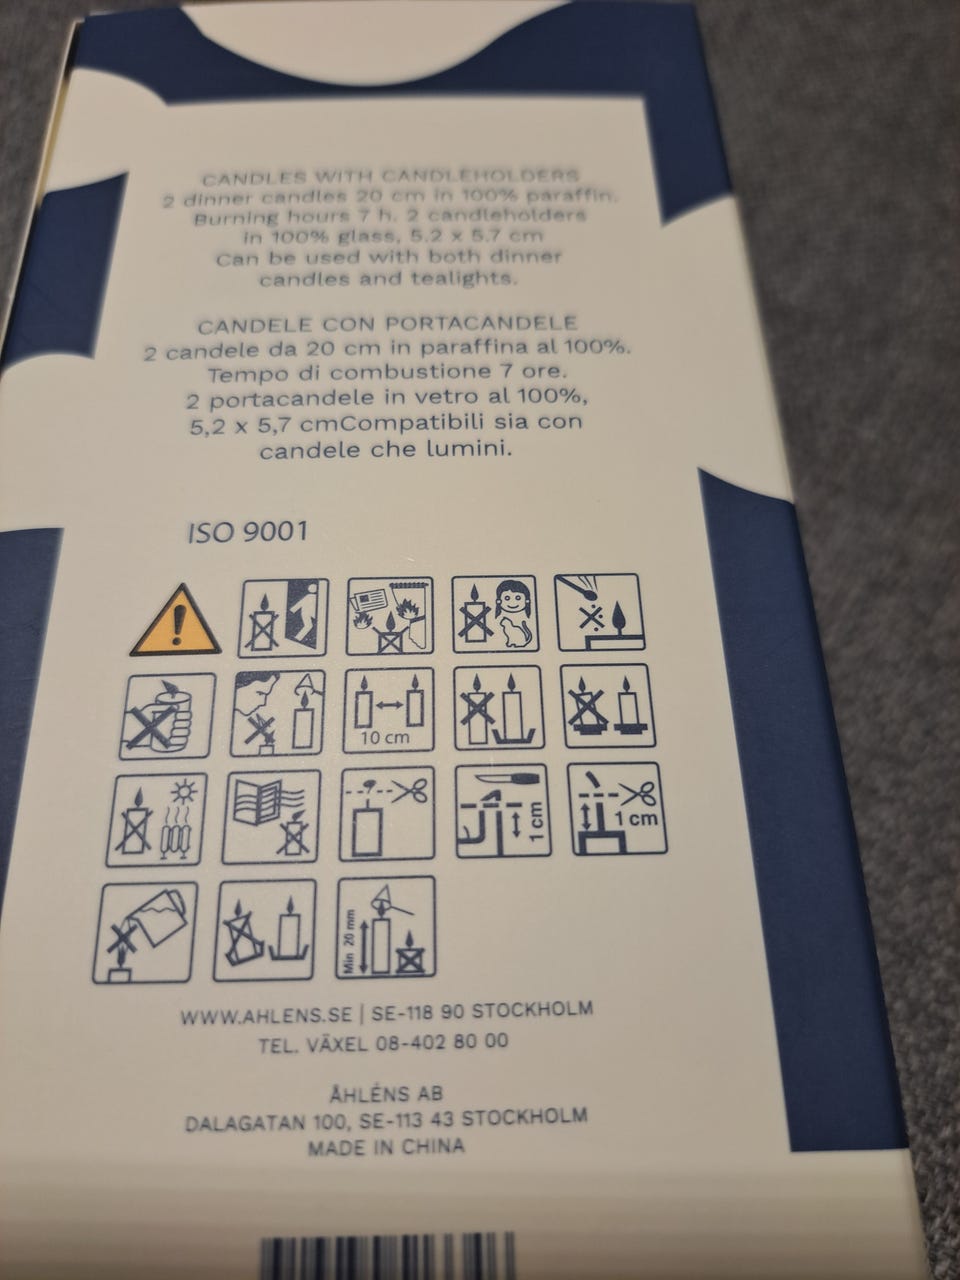 CANDLES WITH CANDLEHOLDERS
2 dinner candles 20 cm in 100% paraffin.
Burning hours 7 h. 2 candleholders
in 100% glass, 5.2 x 5.7 cm
Can be used with both dinner
candles and tealights.
CANDELE CON PORTACANDELE
2 candele da 20 cm in paraffina al 100%.
Tempo di combustione 7 ore.
2 portacandele in vetro al 100%,
5,2 x 5,7 cmCompatibili sia con
candele che lumini.
ISO 9001
10 cm
1 cm
1 cm
Min 20 mm
WWW.AHLENS.SE | SE-118 90 STOCKHOLM
TEL. VÄXEL 08-402 80 00
ÅHLÉNS AB
DALAGATAN 100, SE-113 43 STOCKHOLM
MADE IN CHINA